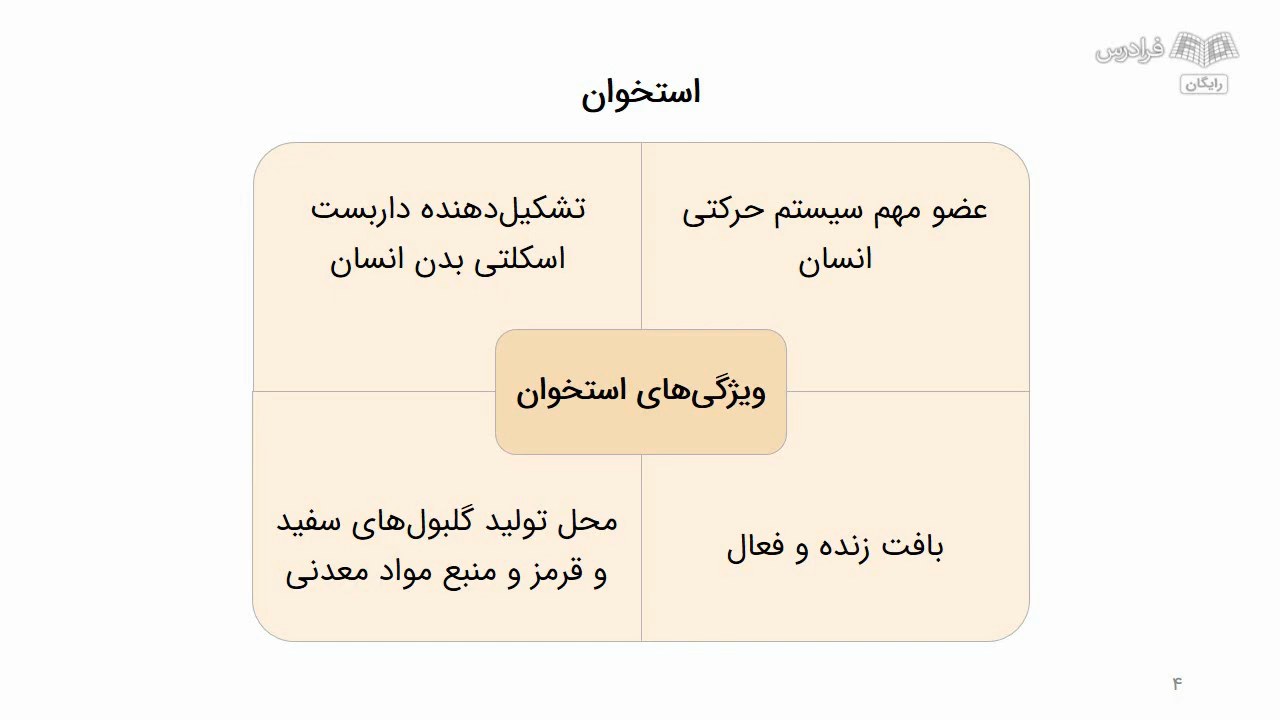 فرادرس
رایگان
استخوان
عضو مهم سیستم حرکتی
انسان
تشکیل‌دهنده داربست
اسکلتی بدن انسان
ویژگی‌های استخوان
بافت زنده و فعال
محل تولید گلبول‌های سفید
و قرمز و منبع مواد معدنی
۴